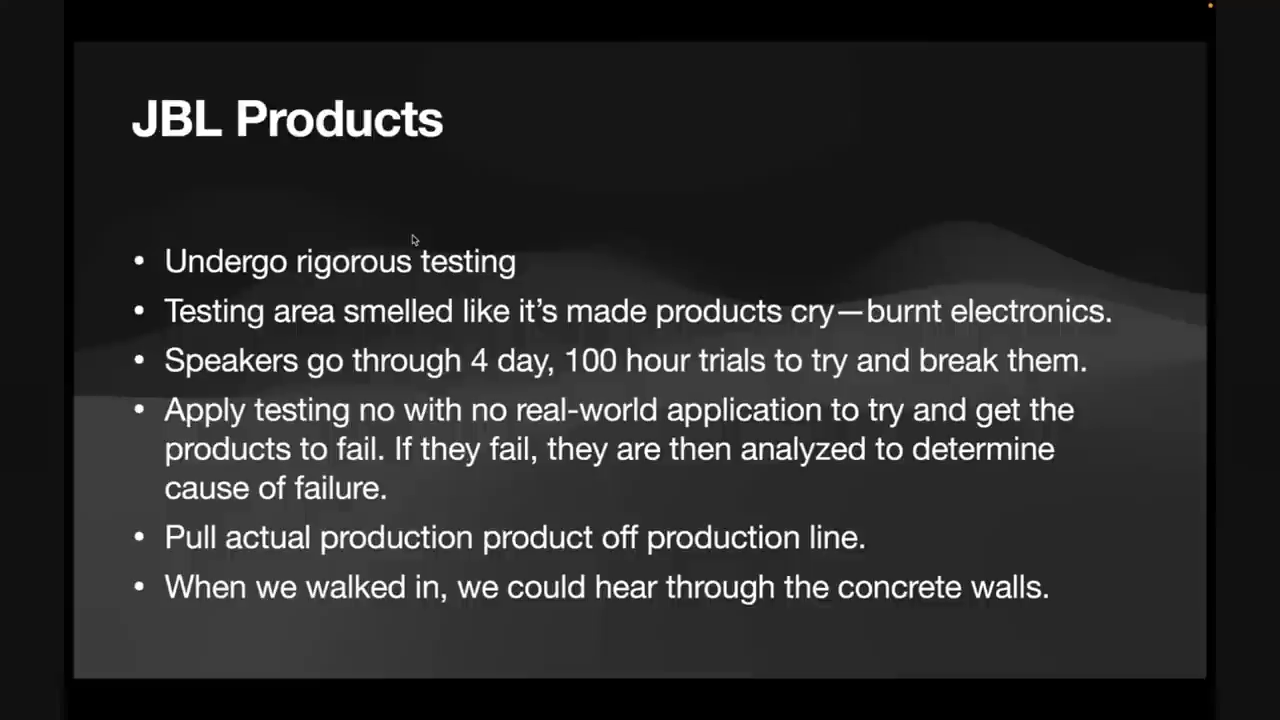 JBL Products
• Undergo rigorous testing
• Testing area smelled like it’s made products cry—burnt electronics.
• Speakers go through 4 day, 100 hour trials to try and break them.
• Apply testing no with no real-world application to try and get the
products to fail. If they fail, they are then analyzed to determine
cause of failure.
• Pull actual production product off production line.
• When we walked in, we could hear through the concrete walls.